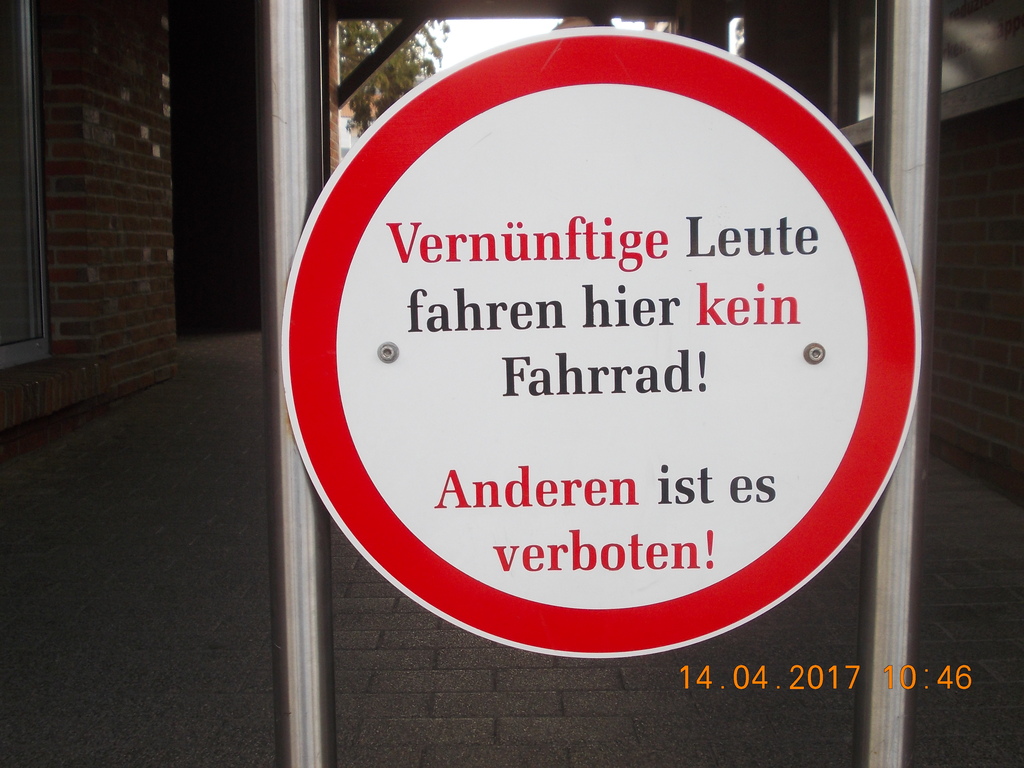 Vernünftige Leute
fahren hier kein
Fahrrad!
Anderen ist es
verboten!
14.04.2017 10:46